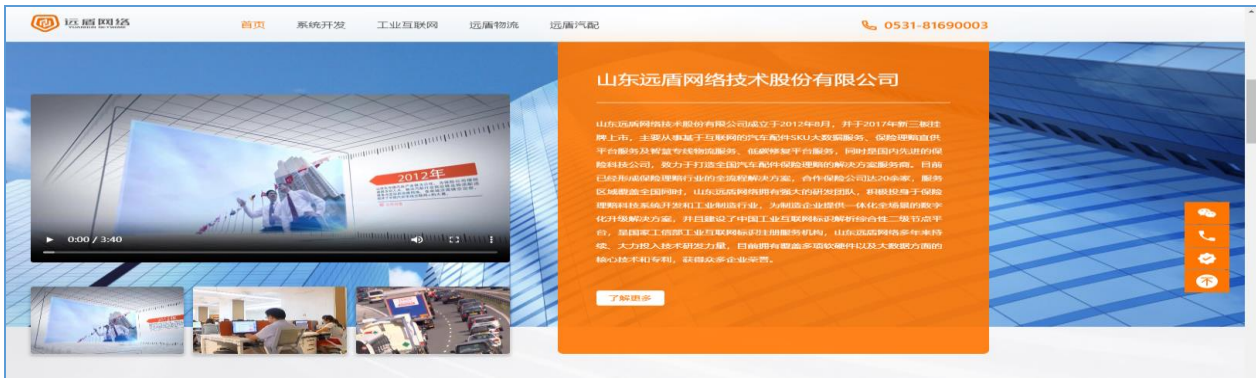 远盾网络
首页 系统开发 工业互联网 远盾物流 远盾汽配
0531-81690003
山东远盾网络技术股份有限公司
山东远盾网络技术股份有限公司成立于2012年8月，并于2017年新三板挂
牌上市，主要从事基于互联网的汽车配件SKU大数据服务、保险理赔直供
平台服务及智慧专线物流服务、低碳修复平台服务，同时是国内先进的保
险科技公司，致力于打造全国汽车配件保险理赔的解决方案服务商。目前
已经形成保险理赔行业的全流程解决方案，合作保险公司达20余家，服务
区域覆盖全国同时，山东远盾网络拥有强大的研发团队，积极投身于保险
理赔科技系统开发和工业制造行业，为制造企业提供一体化全场景的数字
化升级解决方案，并且建设了中国工业互联网标识解析综合性二级节点平
台，是国家工信部工业互联网标识注册服务机构，山东远盾网络多年来持
续、大力投入技术研发力量，目前拥有覆盖多项软硬件以及大数据方面的
核心技术和专利，获得众多企业荣誉。
了解更多
2012年
0:00 / 3:40